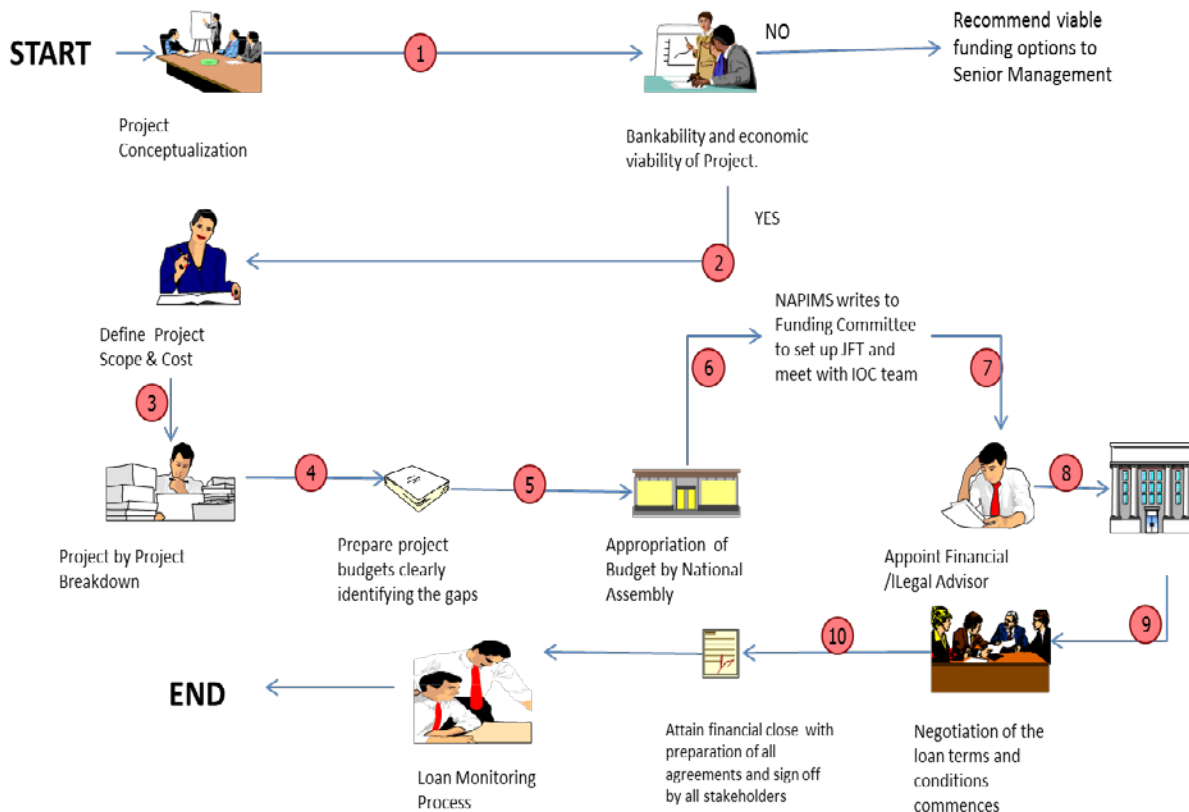 START
1
NO
Recommend viable
funding options to
Senior Management
Project
Conceptualization
Bankability and economic
viability of Project.
YES
2
Define Project
Scope & Cost
NAPIMS writes to
Funding Committee
to set up JFT and
meet with IOC team
3
6
7
4
5
8
Project by Project
Breakdown
Prepare project
budgets clearly
identifying the gaps
Appropriation of
Budget by National
Assembly
Appoint Financial
/lLegal Advisor
9
10
END
Loan Monitoring
Process
Attain financial close with
preparation of all
agreements and sign off
by all stakeholders
Negotiation of the
loan terms and
conditions
commences